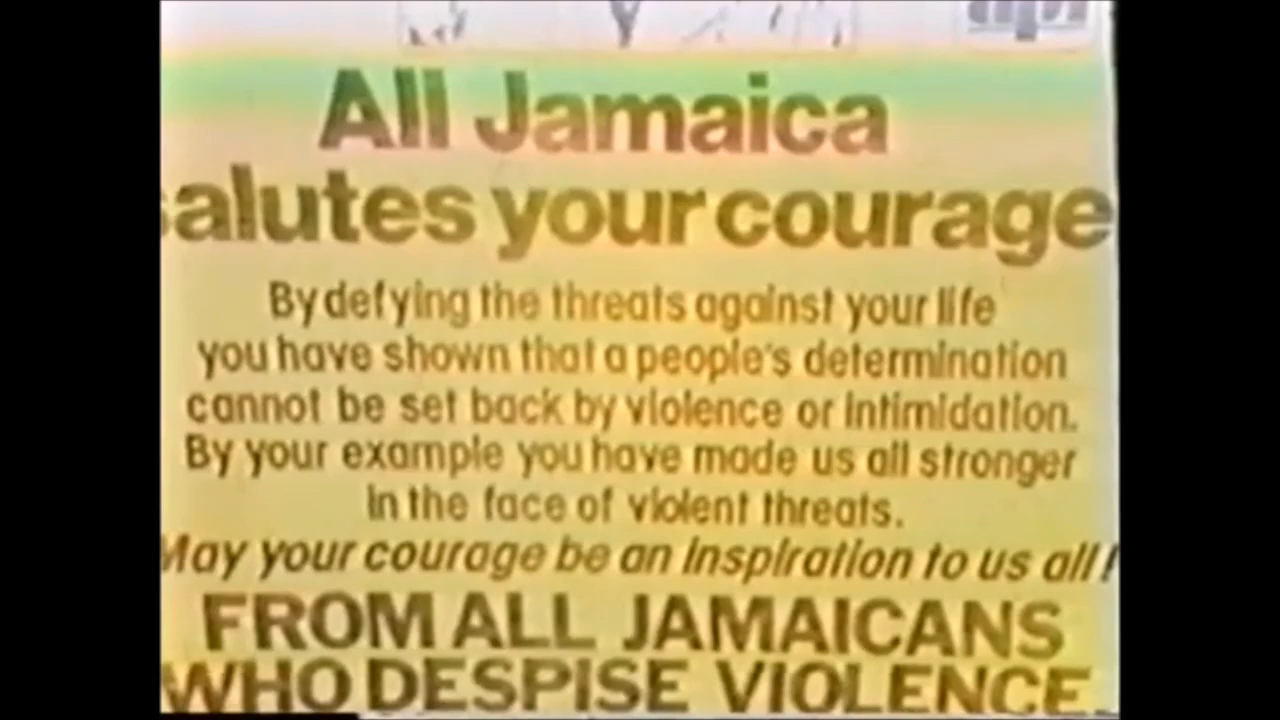 All Jamaica
salutes your courage
By defying the threats against your life
you have shown that a people's determination
cannot be set back by violence or intimidation.
By your example you have made us all stronger
in the face of violent threats.
May your courage be an inspiration to us all!
FROM ALL JAMAICANS
WHO DESPISE VIOLENCE.